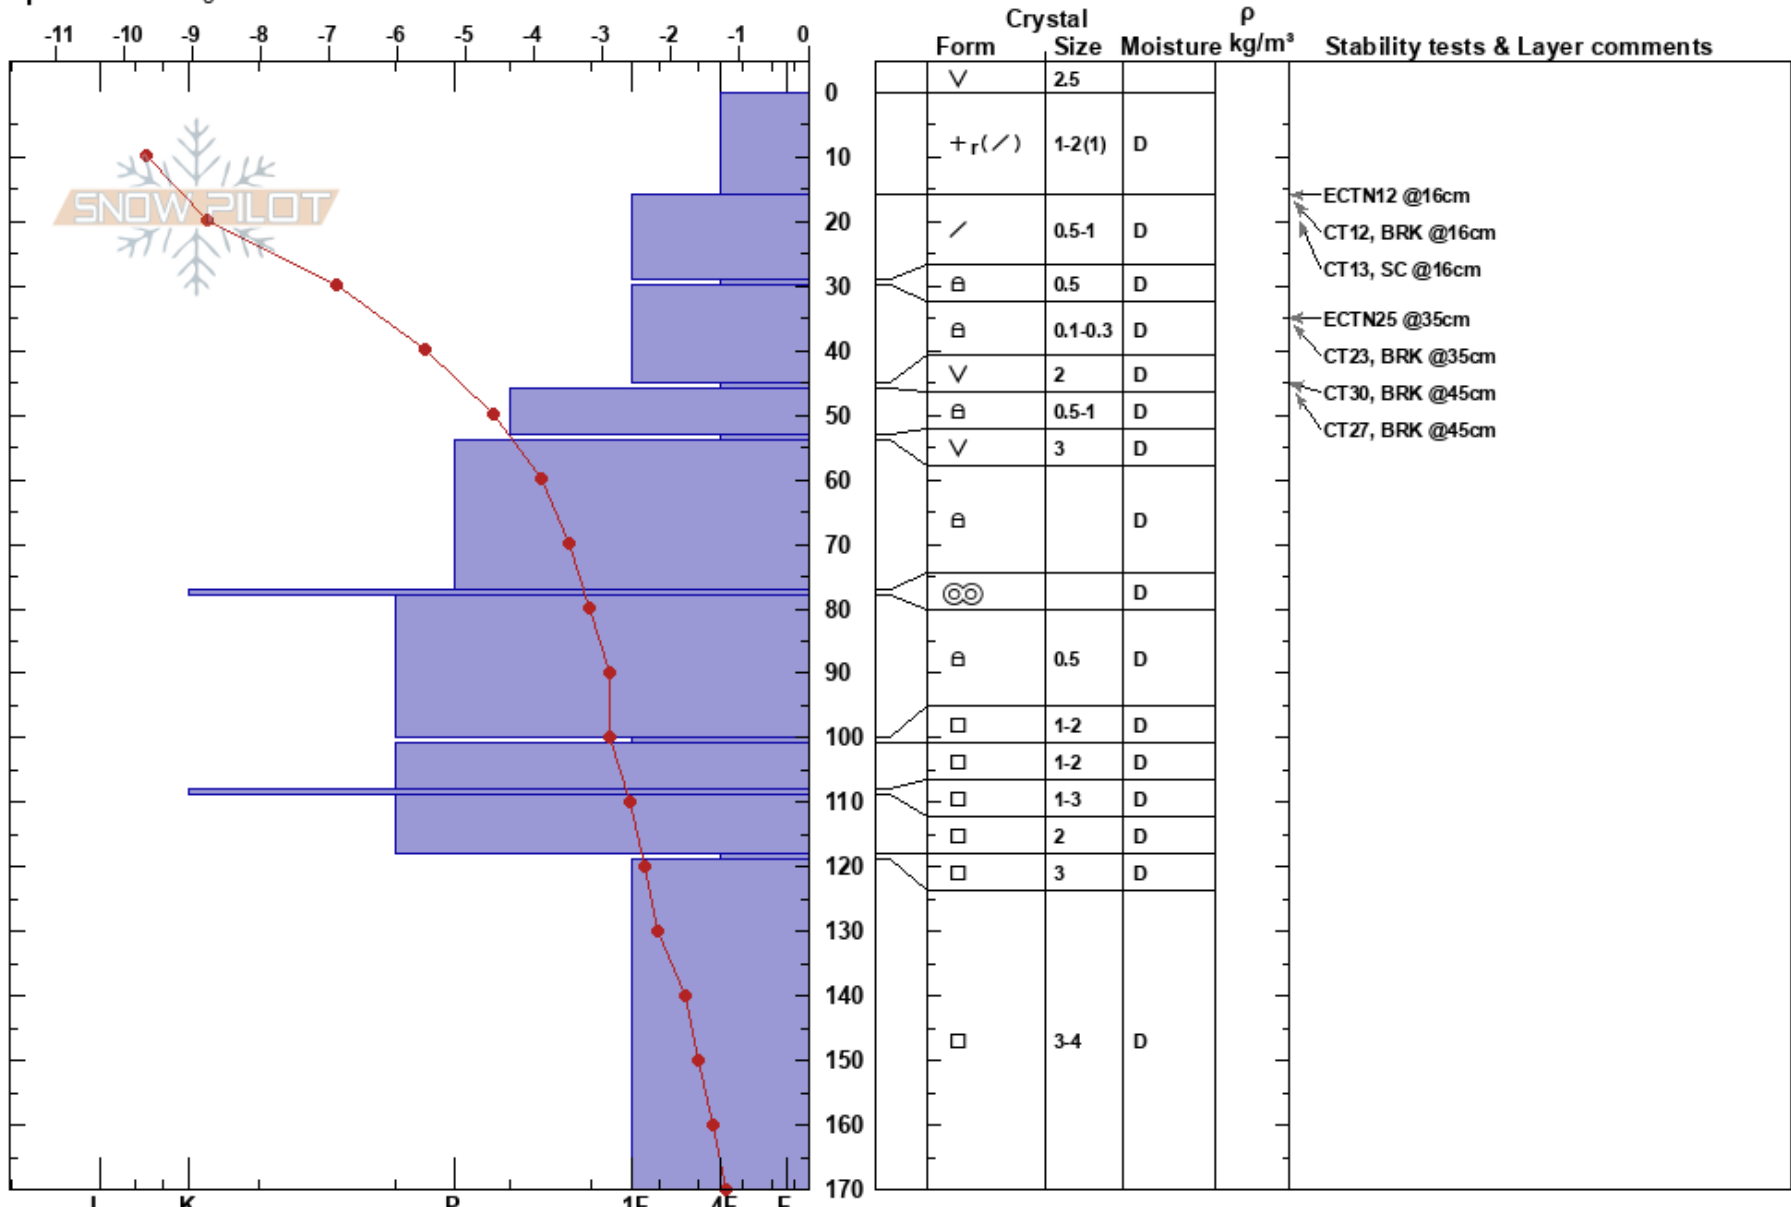 Crystal ρ
-11 -10 -9 -8 -7 -6 -5 -4 -3 -2 -1 0
Form Size Moisture kg/m³ Stability tests & Layer comments
SNOW PILOT
0
10
20
30
40
50
60
70
80
90
100
110
120
130
140
150
160
170
I K P 1F 4F F
2.5
+r(/) 1-2(1) D
/ 0.5-1 D
0.5 D
0.1-0.3 D
2 D
0.5-1 D
3 D
D
D
0.5 D
1-2 D
1-2 D
1-3 D
2 D
3 D
3-4 D
ECTN12 @16cm
CT12, BRK @16cm
CT13, SC @16cm
ECTN25 @35cm
CT23, BRK @35cm
CT30, BRK @45cm
CT27, BRK @45cm